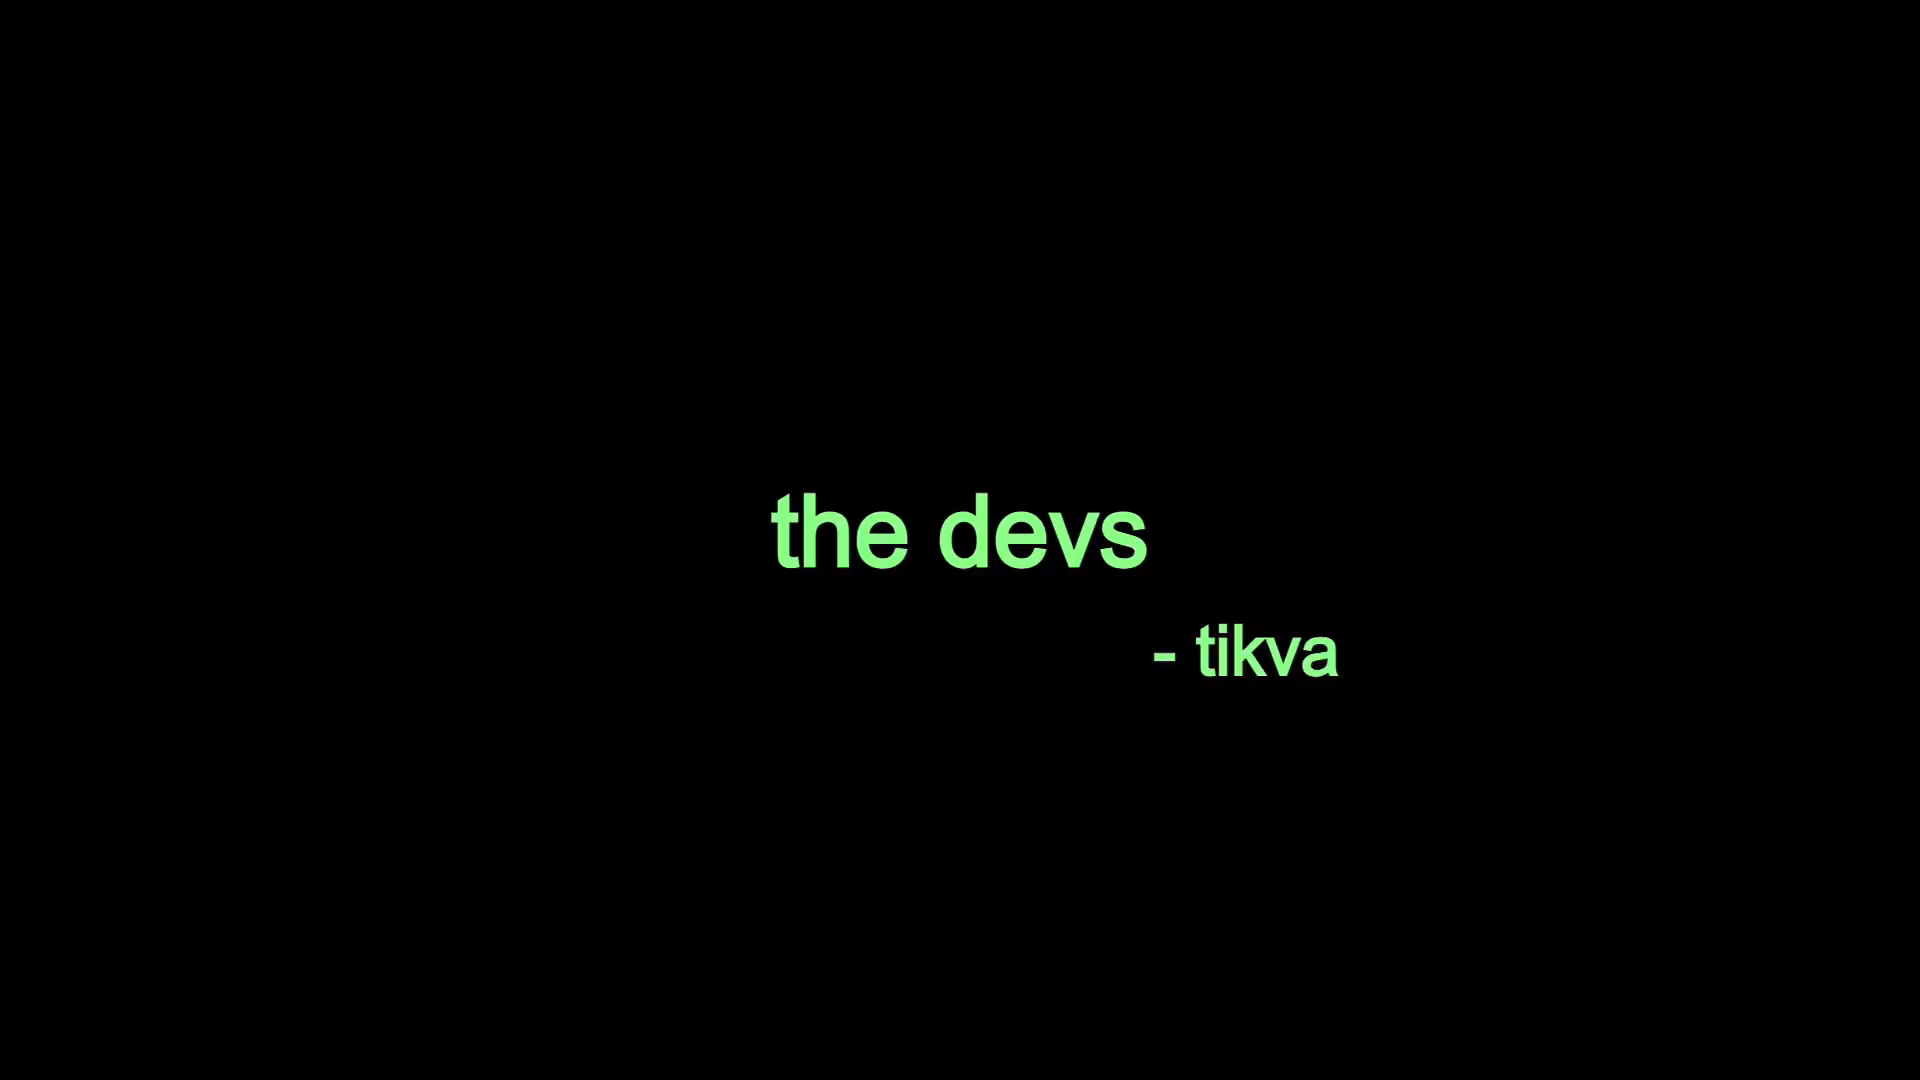 the devs
- tikva